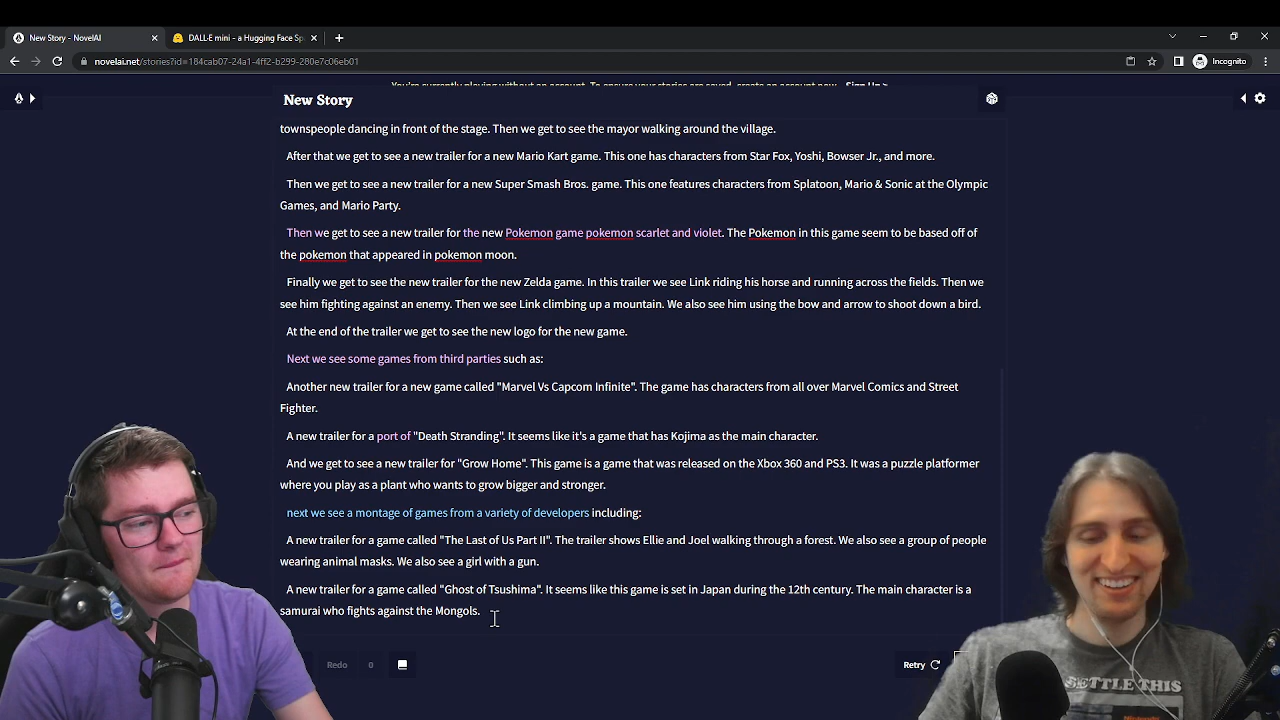 New Story - NovelAI
DALL·E mini - a Hugging Face Sp
novelai.net/stories?id=184cab07-24a1-4ff2-b299-280e7c06eb01
Incognito
You're currently playing without an account. To ensure your stories are saved, create an account now. Sign Up >
New Story
townspeople dancing in front of the stage. Then we get to see the mayor walking around the village.
After that we get to see a new trailer for a new Mario Kart game. This one has characters from Star Fox, Yoshi, Bowser Jr., and more.
Then we get to see a new trailer for a new Super Smash Bros. game. This one features characters from Splatoon, Mario & Sonic at the Olympic
Games, and Mario Party.
Then we get to see a new trailer for the new Pokemon game pokemon scarlet and violet. The Pokemon in this game seem to be based off of
the pokemon that appeared in pokemon moon.
Finally we get to see the new trailer for the new Zelda game. In this trailer we see Link riding his horse and running across the fields. Then we
see him fighting against an enemy. Then we see Link climbing up a mountain. We also see him using the bow and arrow to shoot down a bird.
At the end of the trailer we get to see the new logo for the new game.
Next we see some games from third parties such as:
Another new trailer for a new game called "Marvel Vs Capcom Infinite". The game has characters from all over Marvel Comics and Street
Fighter.
A new trailer for a port of "Death Stranding". It seems like it's a game that has Kojima as the main character.
And we get to see a new trailer for "Grow Home". This game is a game that was released on the Xbox 360 and PS3. It was a puzzle platformer
where you play as a plant who wants to grow bigger and stronger.
next we see a montage of games from a variety of developers including:
A new trailer for a game called "The Last of Us Part II". The trailer shows Ellie and Joel walking through a forest. We also see a group of people
wearing animal masks. We also see a girl with a gun.
A new trailer for a game called "Ghost of Tsushima". It seems like this game is set in Japan during the 12th century. The main character is a
samurai who fights against the Mongols.
Redo 0
Retry
SETTLE THIS
Nintendo